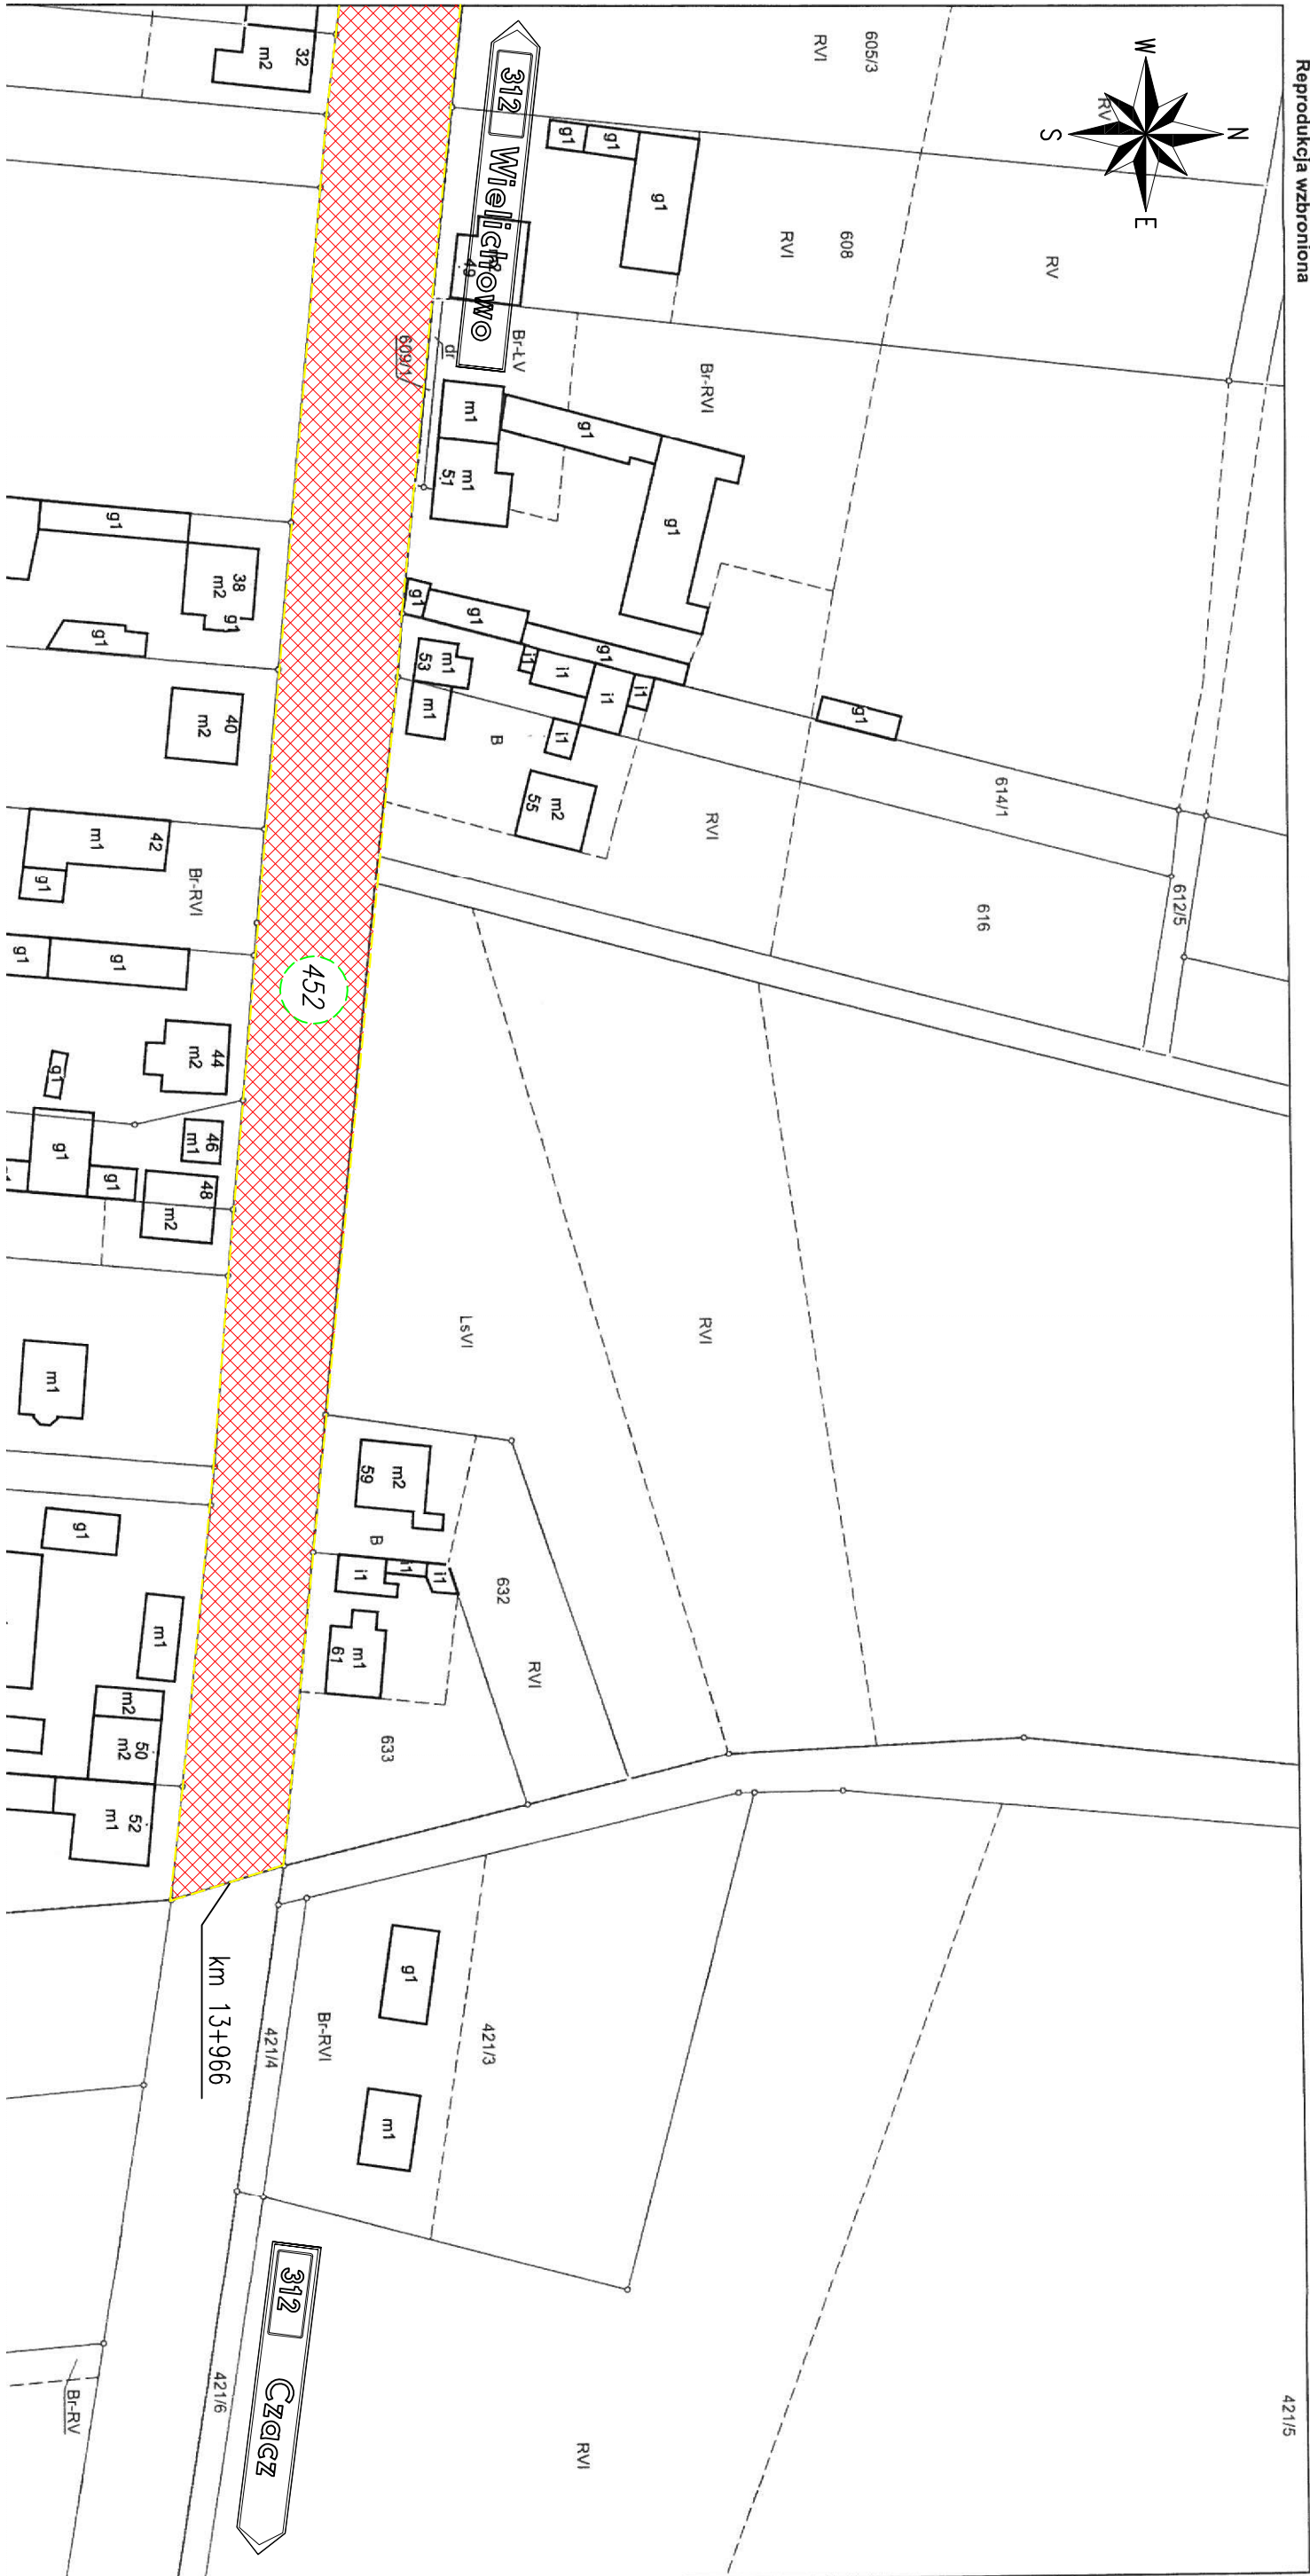 Reprodukcja wzbroniona
W
N
S
E
RV
605/3
RVI
608
RVI
RV
312 Wielichowo
g1
g1
g1
49
Br-ŁV
dr
609/1
Br-RVI
m1
m1
51
g1
g1
g1
g1
g1
m1
53
m1
i1
i1
i1
i1
i1
B
m2
55
g1
RVI
614/1
616
612/5
32
m2
g1
38
m2
g1
g1
40
m2
42
m1
g1
Br-RVI
g1
g1
452
44
m2
g1
46
m1
48
m2
g1
g1
m1
LsVI
RVI
m2
59
B
i1
i1
i1
m1
61
632
RVI
633
g1
m1
m2
50
m2
52
m1
km 13+966
g1
m1
Br-RVI
421/3
421/4
421/6
312 Czacz
Br-RV
RVI
421/5